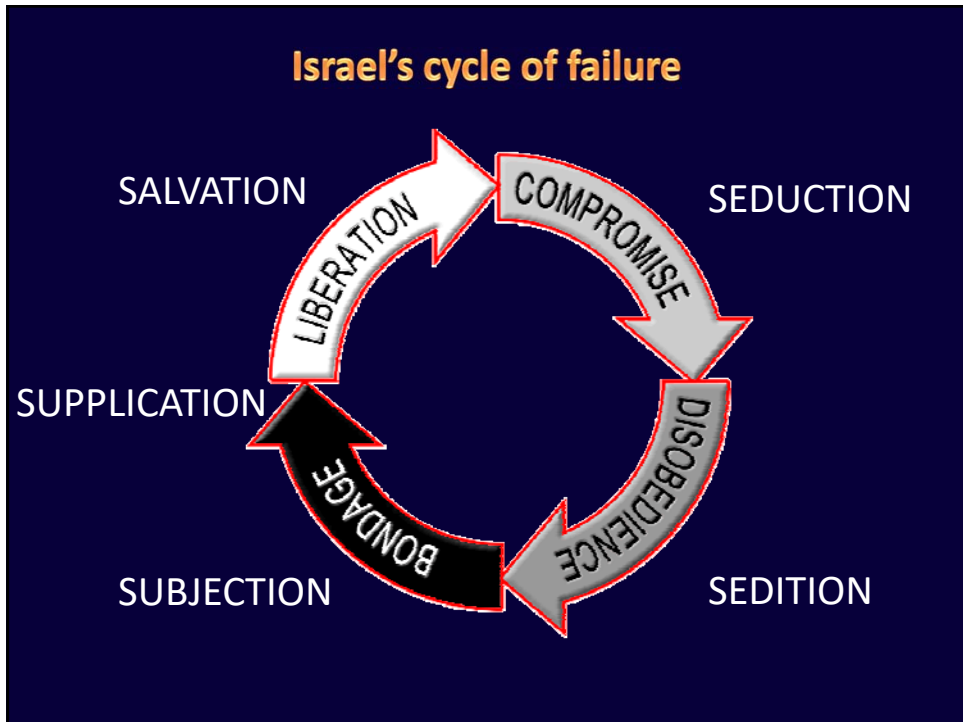 Israel's cycle of failure
SALVATION
SEDUCTION
LIBERATION
COMPROMISE
SUPPLICATION
DISOBEDIENCE
BONDAGE
SUBJECTION
SEDITION